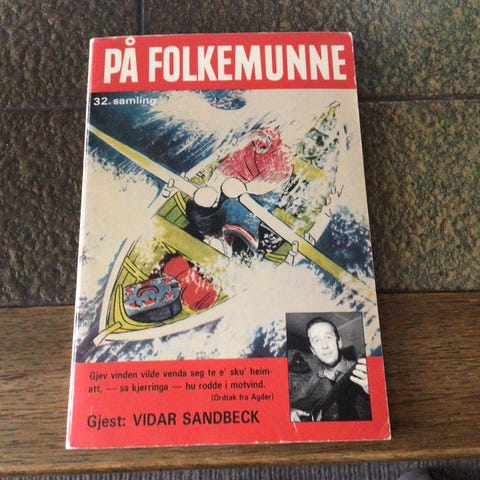 PÅ FOLKEMUNNE
32. samling
Gjev vinden vilde venda seg te e' sku' heim-
att, — sa kjerringa — hu rodde i motvind.
(Ordtak fra Agder)
Gjest: VIDAR SANDBECK